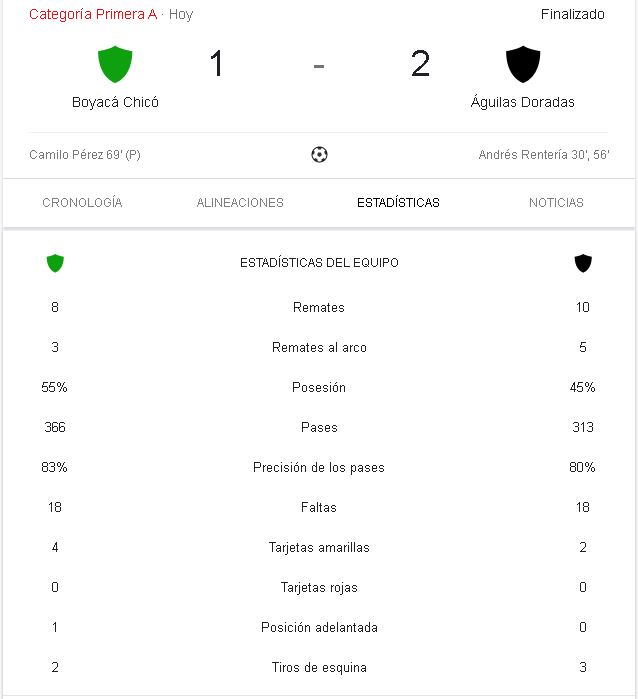 Categoría Primera A · Hoy Finalizado
1 - 2
Boyacá Chicó Águilas Doradas
Camilo Pérez 69' (P) Andrés Rentería 30', 56'
CRONOLOGÍA ALINEACIONES ESTADÍSTICAS NOTICIAS
ESTADÍSTICAS DEL EQUIPO
8 Remates 10
3 Remates al arco 5
55% Posesión 45%
366 Pases 313
83% Precisión de los pases 80%
18 Faltas 18
4 Tarjetas amarillas 2
0 Tarjetas rojas 0
1 Posición adelantada 0
2 Tiros de esquina 3